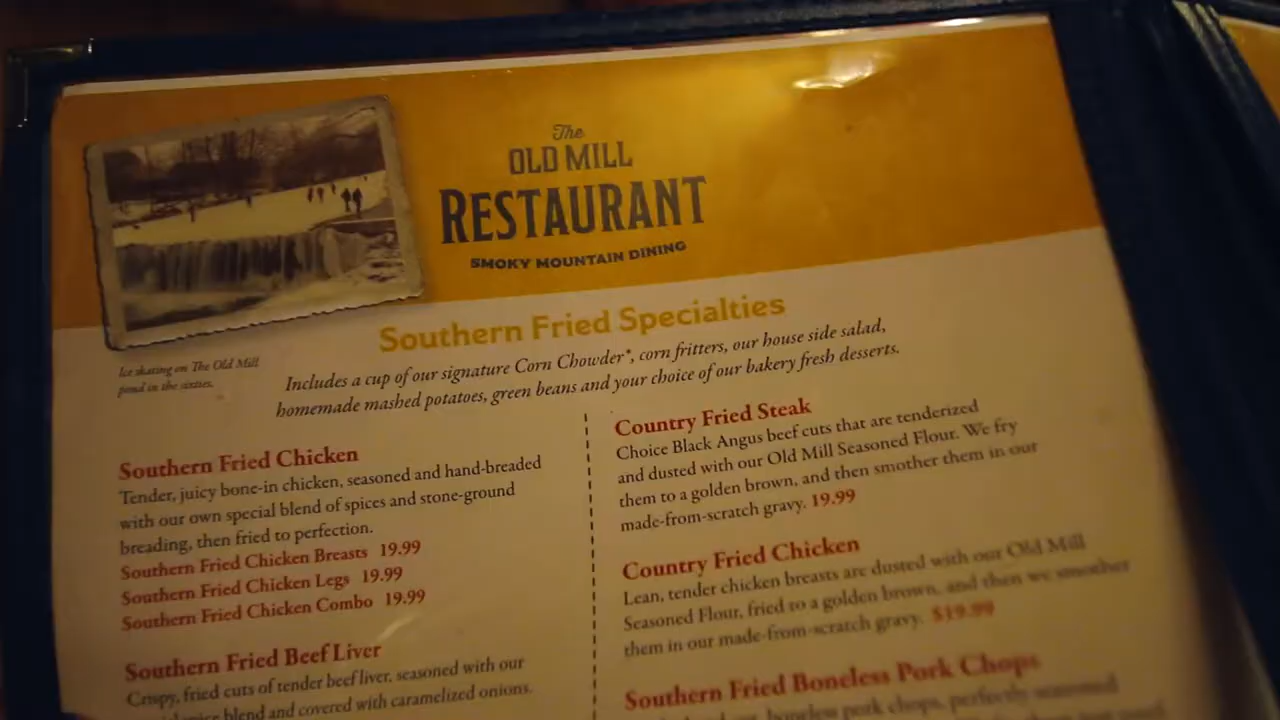 The
OLD MILL
RESTAURANT
SMOKY MOUNTAIN DINING
Ice skating on The Old Mill
pond in the sixties.
Southern Fried Specialties
Includes a cup of our signature Corn Chowder*, corn fritters, our house side salad,
homemade mashed potatoes, green beans and your choice of our bakery fresh desserts.
Southern Fried Chicken
Tender, juicy bone-in chicken, seasoned and hand-breaded
with our own special blend of spices and stone-ground
breading, then fried to perfection.
Southern Fried Chicken Breasts 19.99
Southern Fried Chicken Legs 19.99
Southern Fried Chicken Combo 19.99
Southern Fried Beef Liver
Crispy, fried cuts of tender beef liver, seasoned with our
blend and covered with caramelized onions.
Country Fried Steak
Choice Black Angus beef cuts that are tenderized
and dusted with our Old Mill Seasoned Flour. We fry
them to a golden brown, and then smother them in our
made-from-scratch gravy. 19.99
Country Fried Chicken
Lean, tender chicken breasts are dusted with our Old Mill
Seasoned Flour, fried to a golden brown, and then we smother
them in our made-from-scratch gravy. $19.99
Southern Fried Boneless Pork Chops
boneless pork chops, perfectly seasoned